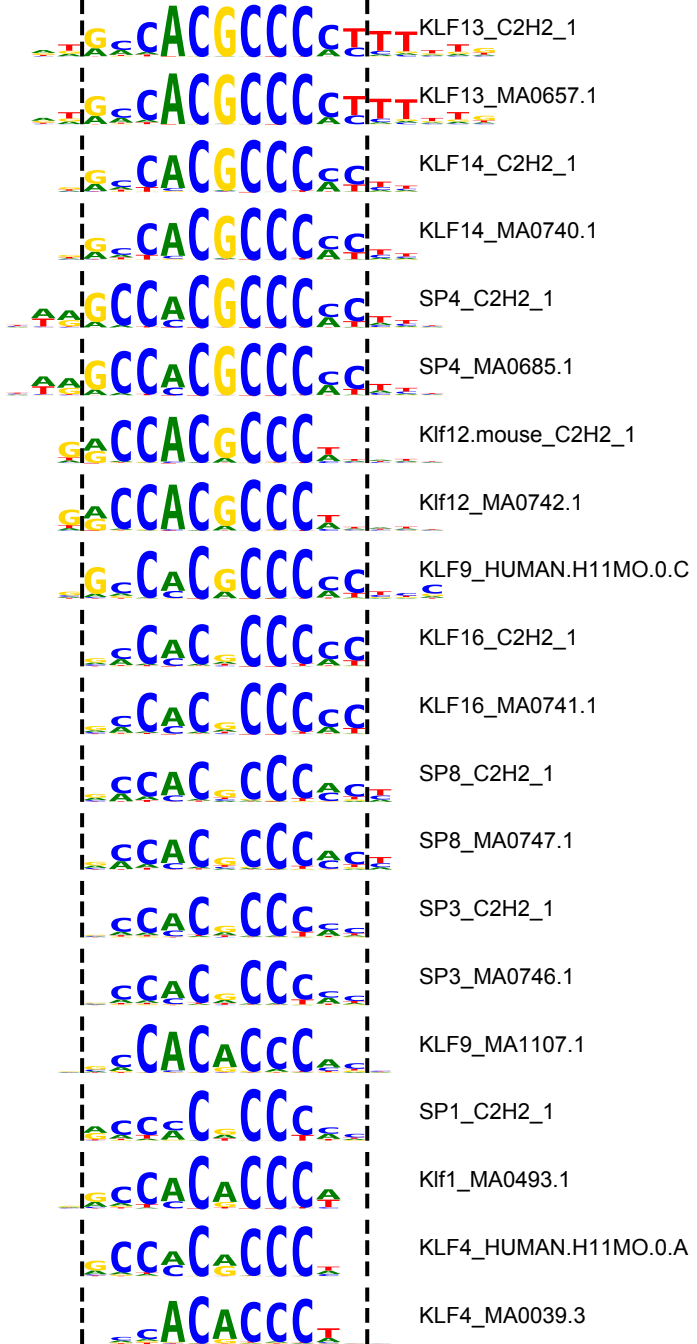 KLF13_C2H2_1
KLF13_MA0657.1
KLF14_C2H2_1
KLF14_MA0740.1
SP4_C2H2_1
SP4_MA0685.1
Klf12.mouse_C2H2_1
Klf12_MA0742.1
KLF9_HUMAN.H11MO.0.C
KLF16_C2H2_1
KLF16_MA0741.1
SP8_C2H2_1
SP8_MA0747.1
SP3_C2H2_1
SP3_MA0746.1
KLF9_MA1107.1
SP1_C2H2_1
Klf1_MA0493.1
KLF4_HUMAN.H11MO.0.A
KLF4_MA0039.3